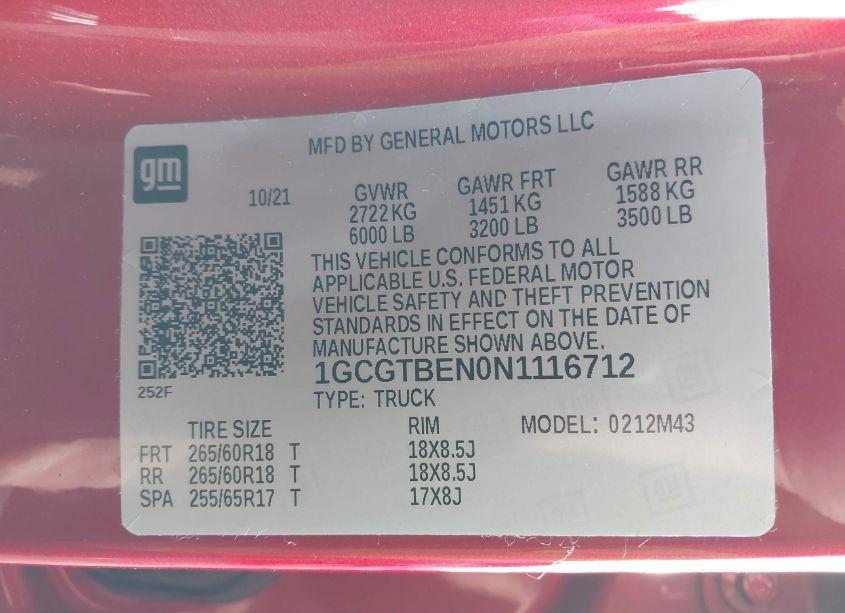 MFD BY GENERAL MOTORS LLC
gm
10/21
GVWR GAWR FRT GAWR RR
2722 KG 1451 KG 1588 KG
6000 LB 3200 LB 3500 LB
THIS VEHICLE CONFORMS TO ALL
APPLICABLE U.S. FEDERAL MOTOR
VEHICLE SAFETY AND THEFT PREVENTION
STANDARDS IN EFFECT ON THE DATE OF
MANUFACTURE SHOWN ABOVE.
1GCGTBEN0N1116712
252F
TYPE: TRUCK
TIRE SIZE RIM MODEL: 0212M43
FRT 265/60R18 T 18X8.5J
RR 265/60R18 T 18X8.5J
SPA 255/65R17 T 17X8J